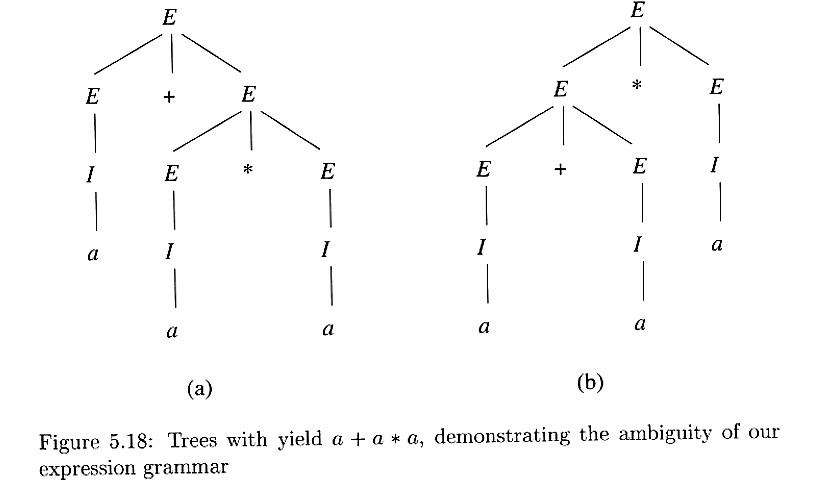 E E
E + E E * E
I E * E E + E I
a I I I I a
a a a a
(a) (b)
Figure 5.18: Trees with yield a + a * a, demonstrating the ambiguity of our
expression grammar